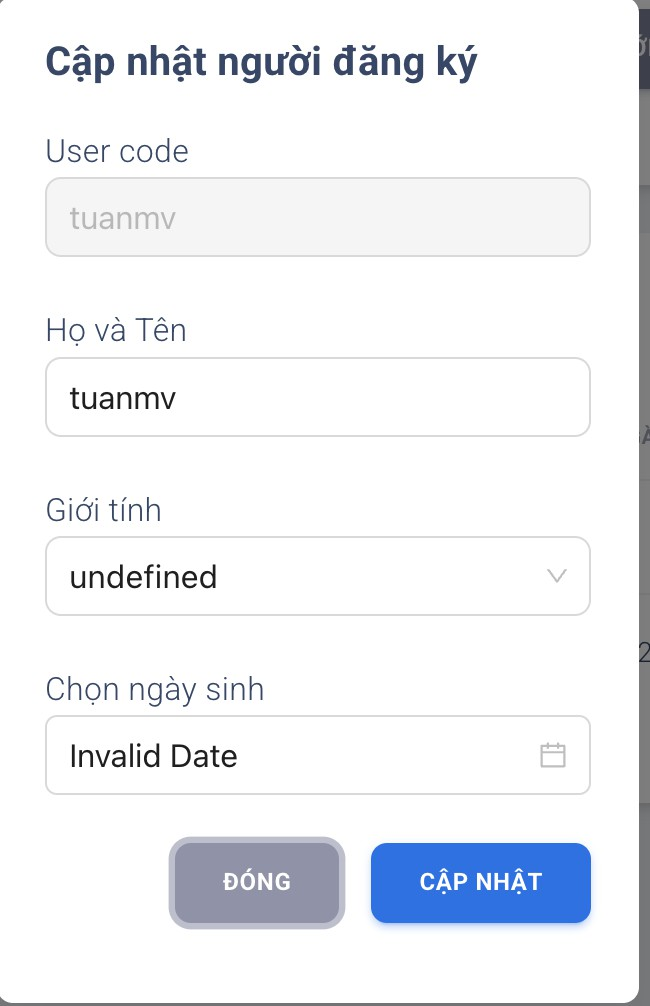 Cập nhật người đăng ký
User code
tuanmv
Họ và Tên
tuanmv
Giới tính
undefined
Chọn ngày sinh
Invalid Date
ĐÓNG
CẬP NHẬT